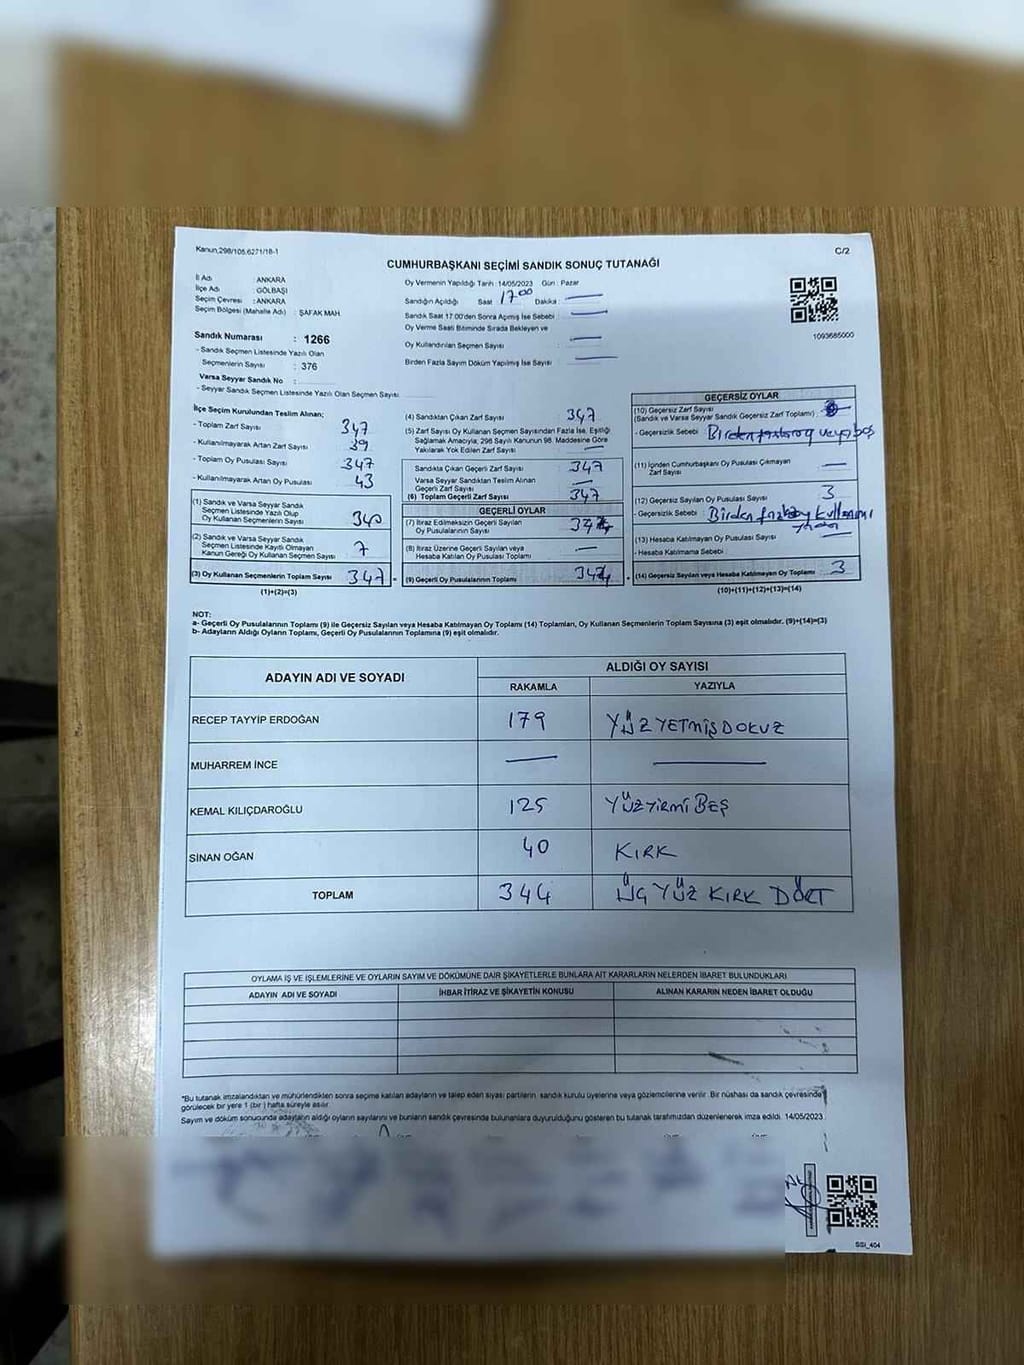 Kanun,298/105,6271/18-1
C/2
CUMHURBAŞKANI SEÇİMİ SANDIK SONUÇ TUTANAĞI
İl Adı : ANKARA
İlçe Adı : GÖLBAŞI
Seçim Çevresi : ANKARA
Seçim Bölgesi (Mahalle Adı) : ŞAFAK MAH.
Sandık Numarası : 1266
- Sandık Seçmen Listesinde Yazılı Olan
Seçmenlerin Sayısı : 376
Varsa Seyyar Sandık No :
- Seyyar Sandık Seçmen Listesinde Yazılı Olan Seçmen Sayısı
Oy Vermenin Yapıldığı Tarih :14/05/2023 Gün : Pazar
Sandığın Açıldığı Saat 17 00 Dakika :
Sandık Saat 17.00'den Sonra Açılmış İse Sebebi :
Oy Verme Saati Bitiminde Sırada Bekleyen ve
Oy Kullandırılan Seçmen Sayısı :
Birden Fazla Sayım Döküm Yapılmış İse Sayısı :
1093685000
İlçe Seçim Kurulundan Teslim Alınan;
- Toplam Zarf Sayısı 347
- Kullanılmayarak Artan Zarf Sayısı 39
- Toplam Oy Pusulası Sayısı 347
- Kullanılmayarak Artan Oy Pusulası 43
(1) Sandık ve Varsa Seyyar Sandık
Seçmen Listesinde Yazılı Olup
Oy Kullanan Seçmenlerin Sayısı 340
(2) Sandık ve Varsa Seyyar Sandık
Seçmen Listesinde Kayıtlı Olmayan
Kanun Gereği Oy Kullanan Seçmen Sayısı 7
(3) Oy Kullanan Seçmenlerin Toplam Sayısı 347
(1)+(2)=(3)
(4) Sandıktan Çıkan Zarf Sayısı 347
(5) Zarf Sayısı Oy Kullanan Seçmen Sayısından Fazla İse, Eşitliği
Sağlamak Amacıyla, 298 Sayılı Kanunun 98. Maddesine Göre
Yakılarak Yok Edilen Zarf Sayısı
Sandıkta Çıkan Geçerli Zarf Sayısı 347
Varsa Seyyar Sandıktan Teslim Alınan
Geçerli Zarf Sayısı
(6) Toplam Geçerli Zarf Sayısı 347
GEÇERLİ OYLAR
(7) İtiraz Edilmeksizin Geçerli Sayılan
Oy Pusulası Sayısı 344
(8) İtiraz Üzerine Geçerli Sayılan veya
Hesaba Katılan Oy Pusulası Toplamı
(9) Geçerli Oy Pusulalarının Toplamı 344
GEÇERSİZ OYLAR
(10) Geçersiz Zarf Sayısı
(Sandık ve Varsa Seyyar Sandık Geçersiz Zarf Toplamı) :
- Geçersizlik Sebebi : Birden fazla oy veya boş
(11) İçinden Cumhurbaşkanı Oy Pusulası Çıkmayan
Zarf Sayısı
(12) Geçersiz Sayılan Oy Pusulası Sayısı 3
- Geçersizlik Sebebi : Birden fazla oy kullanımı
(13) Hesaba Katılmayan Oy Pusulası Sayısı
- Hesaba Katılmama Sebebi
(14) Geçersiz Sayılan veya Hesaba Katılmayan Oy Toplamı 3
(10)+(11)+(12)+(13)=(14)
NOT:
a- Geçerli Oy Pusulalarının Toplamı (9) ile Geçersiz Sayılan veya Hesaba Katılmayan Oy Toplamı (14) Toplamları, Oy Kullanan Seçmenlerin Toplam Sayısına (3) eşit olmalıdır. (9)+(14)=(3)
b- Adayların Aldığı Oyların Toplamı, Geçerli Oy Pusulalarının Toplamına (9) eşit olmalıdır.
ADAYIN ADI VE SOYADI
ALDIĞI OY SAYISI
RAKAMLA YAZIYLA
RECEP TAYYİP ERDOĞAN 179 YÜZ YETMİŞ DOKUZ
MUHARREM İNCE
KEMAL KILIÇDAROĞLU 125 YÜZ YİRMİ BEŞ
SİNAN OĞAN 40 KIRK
TOPLAM 344 ÜÇ YÜZ KIRK DÖRT
OYLAMA İŞ VE İŞLEMLERİNE VE OYLARIN SAYIM VE DÖKÜMÜNE DAİR ŞİKAYETLERLE BUNLARA AİT KARARLARIN NELERDEN İBARET BULUNDUKLARI
ADAYIN ADI VE SOYADI İHBAR İTİRAZ VE ŞİKAYETİN KONUSU ALINAN KARARIN NEDEN İBARET OLDUĞU
*Bu tutanak imzalandıktan ve mühürlendikten sonra seçime katılan adayların ve talep eden siyasi partilerin sandık kurulu üyelerine veya gözlemcilerine verilir. Bir nüshası da sandık çevresinde
görülecek bir yere 1 (bir) hafta süreyle asılır.
Sayım ve döküm sonucunda adayların aldığı oyların sayılarını ve bunların sandık çevresinde bulunanlara duyurulduğunu gösteren bu tutanak tarafımızdan düzenlenerek imza edildi. 14/05/2023
SSİ_404